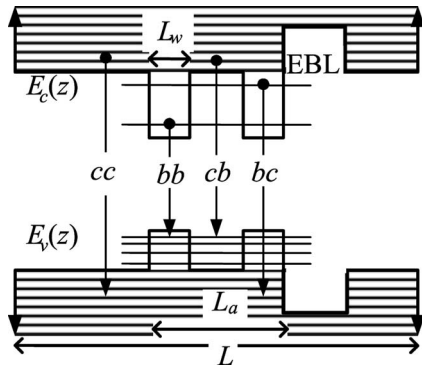 L_w
EBL
E_c(z)
cc bb cb bc
E_v(z)
L_a
L